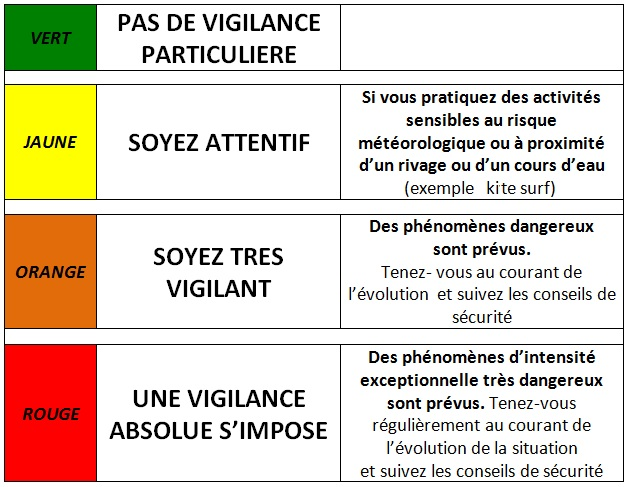 VERT
PAS DE VIGILANCE
PARTICULIERE
JAUNE
SOYEZ ATTENTIF
Si vous pratiquez des activités
sensibles au risque
météorologique ou à proximité
d’un rivage ou d’un cours d’eau
(exemple kite surf)
ORANGE
SOYEZ TRES
VIGILANT
Des phénomènes dangereux
sont prévus.
Tenez- vous au courant de
l’évolution et suivez les conseils de
sécurité
ROUGE
UNE VIGILANCE
ABSOLUE S’IMPOSE
Des phénomènes d’intensité
exceptionnelle très dangereux
sont prévus. Tenez-vous
régulièrement au courant de
l’évolution de la situation
et suivez les conseils de sécurité